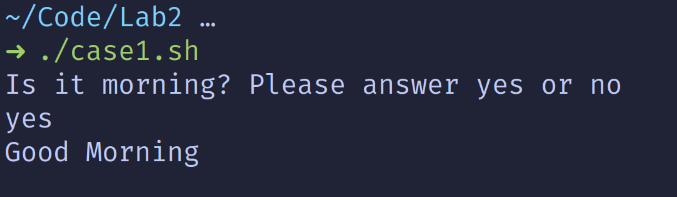 ~/Code/Lab2 …
➜ ./case1.sh
Is it morning? Please answer yes or no
yes
Good Morning